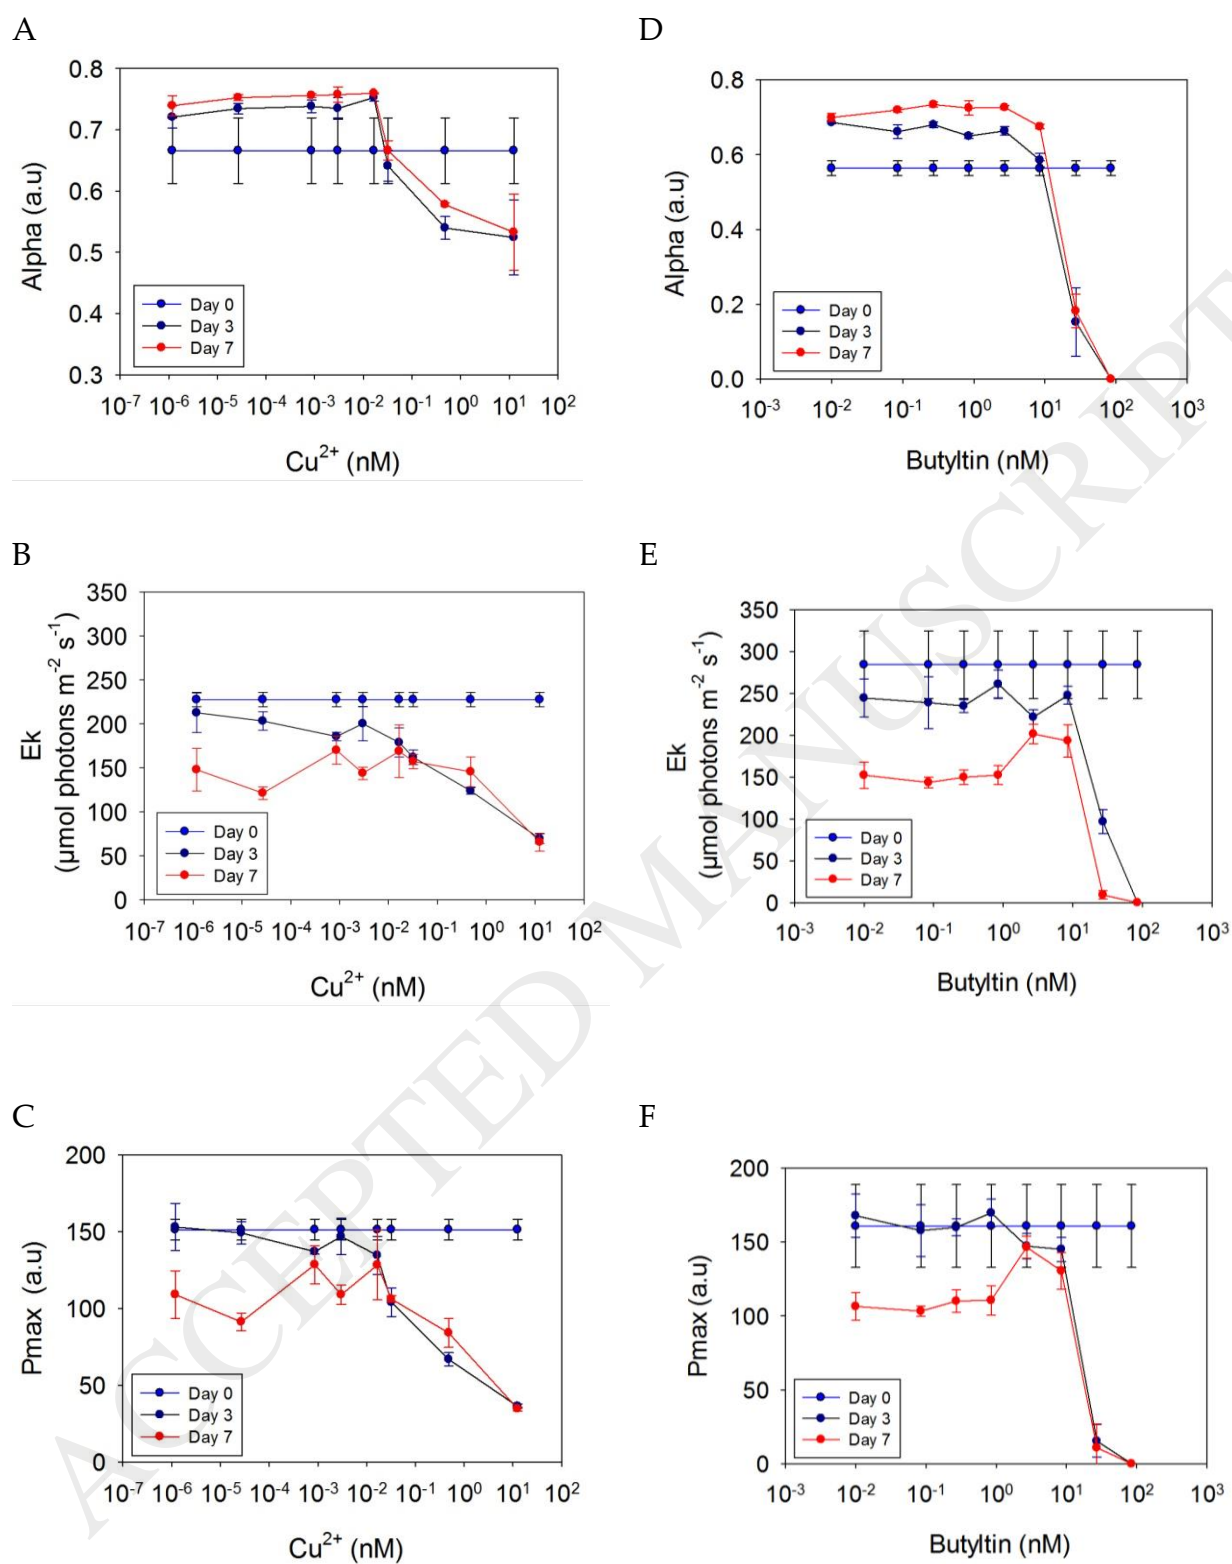 A
0.8
0.7
0.6
0.5
0.4
0.3
Alpha (a.u)
Day 0
Day 3
Day 7
10⁻⁷ 10⁻⁶ 10⁻⁵ 10⁻⁴ 10⁻³ 10⁻² 10⁻¹ 10⁰ 10¹ 10²
Cu²⁺ (nM)
D
0.8
0.6
0.4
0.2
0.0
Alpha (a.u)
Day 0
Day 3
Day 7
10⁻³ 10⁻² 10⁻¹ 10⁰ 10¹ 10² 10³
Butyltin (nM)
B
350
300
250
200
150
100
50
0
Ek
(µmol photons m⁻² s⁻¹)
Day 0
Day 3
Day 7
10⁻⁷ 10⁻⁶ 10⁻⁵ 10⁻⁴ 10⁻³ 10⁻² 10⁻¹ 10⁰ 10¹ 10²
Cu²⁺ (nM)
E
350
300
250
200
150
100
50
0
Ek
(µmol photons m⁻² s⁻¹)
Day 0
Day 3
Day 7
10⁻³ 10⁻² 10⁻¹ 10⁰ 10¹ 10² 10³
Butyltin (nM)
C
200
150
100
50
0
Pmax (a.u)
Day 0
Day 3
Day 7
10⁻⁷ 10⁻⁶ 10⁻⁵ 10⁻⁴ 10⁻³ 10⁻² 10⁻¹ 10⁰ 10¹ 10²
Cu²⁺ (nM)
F
200
150
100
50
0
Pmax (a.u)
Day 0
Day 3
Day 7
10⁻³ 10⁻² 10⁻¹ 10⁰ 10¹ 10² 10³
Butyltin (nM)
ACCEPTED MANUSCRIPT